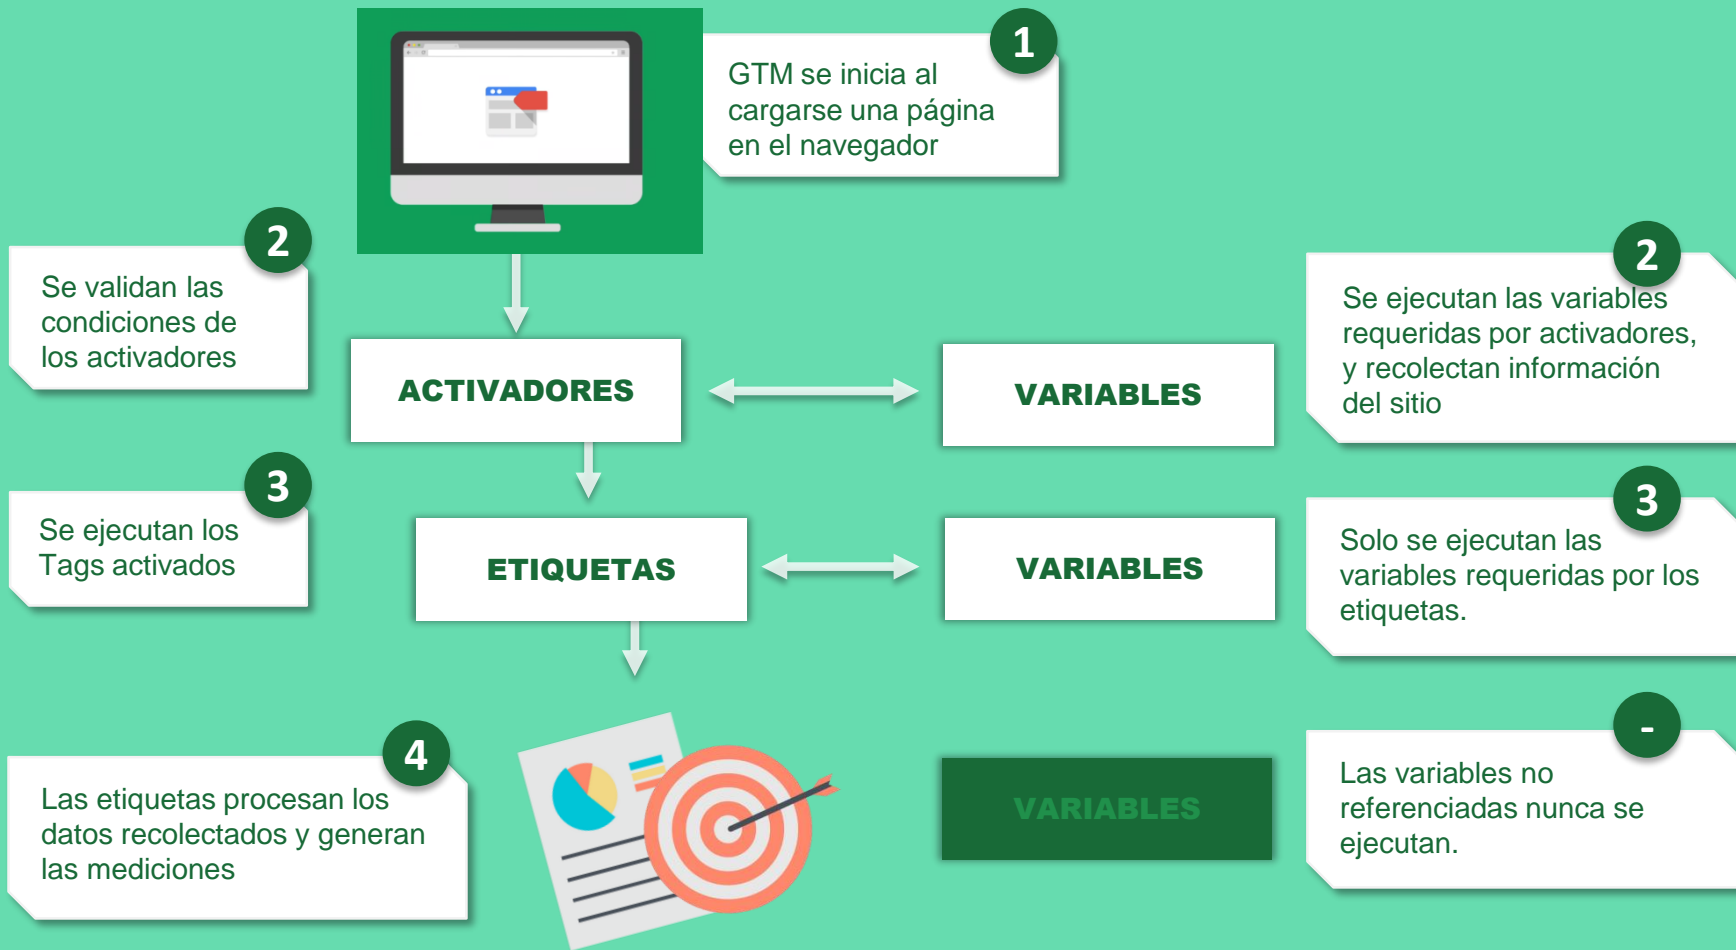 1
GTM se inicia al
cargarse una página
en el navegador
2
Se validan las
condiciones de
los activadores
ACTIVADORES
VARIABLES
2
Se ejecutan las variables
requeridas por activadores,
y recolectan información
del sitio
3
Se ejecutan los
Tags activados
ETIQUETAS
VARIABLES
3
Solo se ejecutan las
variables requeridas por los
etiquetas.
4
Las etiquetas procesan los
datos recolectados y generan
las mediciones
VARIABLES
-
Las variables no
referenciadas nunca se
ejecutan.